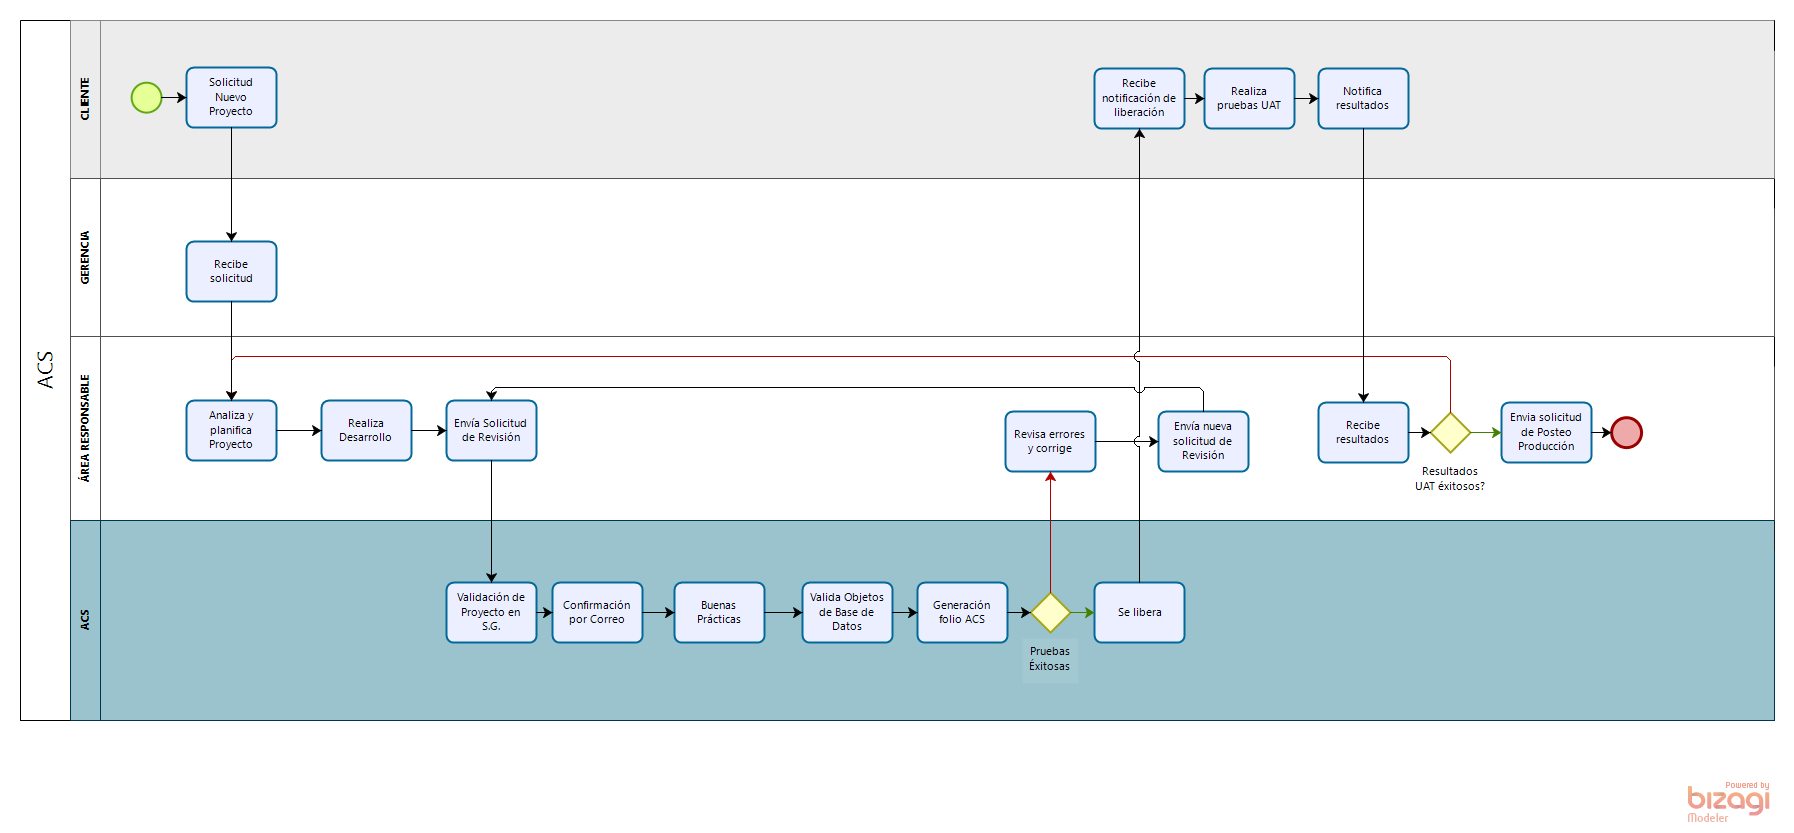 ACS
CLIENTE
Solicitud
Nuevo
Proyecto
Recibe
notificación de
liberación
Realiza
pruebas UAT
Notifica
resultados
GERENCIA
Recibe
solicitud
ÁREA RESPONSABLE
Analiza y
planifica
Proyecto
Realiza
Desarrollo
Envía Solicitud
de Revisión
Revisa errores
y corrige
Envía nueva
solicitud de
Revisión
Recibe
resultados
Resultados
UAT éxitosos?
Envia solicitud
de Posteo
Producción
ACS
Validación de
Proyecto en
S.G.
Confirmación
por Correo
Buenas
Prácticas
Valida Objetos
de Base de
Datos
Generación
folio ACS
Pruebas
Éxitosas
Se libera
Powered by
bizagi
Modeler